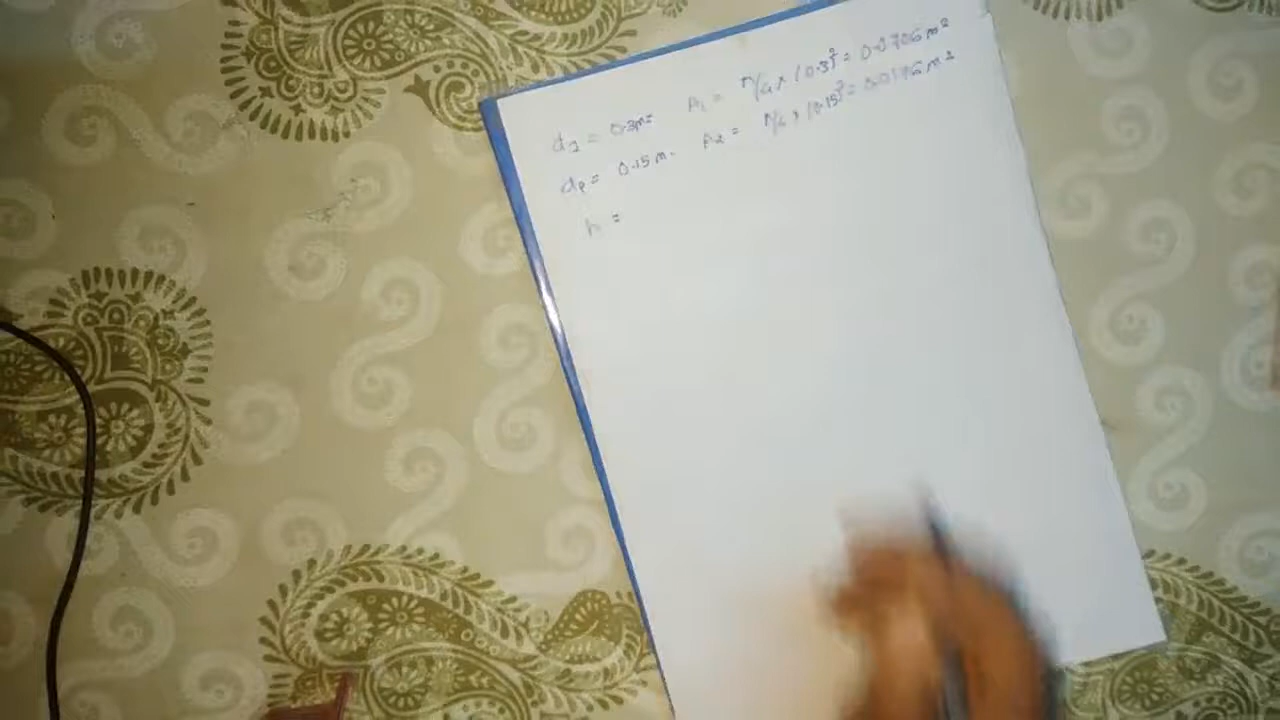 d₁ = 0.3m A₁ = π/4 × (0.3)² = 0.0706 m²
d₂ = 0.15 m. A₂ = π/4 × (0.15)² = 0.0176 m²
h =